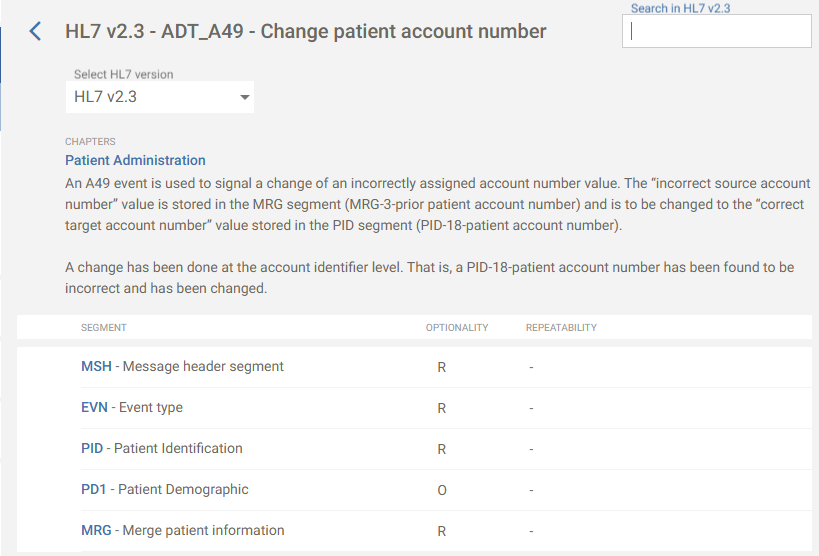 Search in HL7 v2.3
HL7 v2.3 - ADT_A49 - Change patient account number
Select HL7 version
HL7 v2.3
CHAPTERS
Patient Administration
An A49 event is used to signal a change of an incorrectly assigned account number value. The “incorrect source account
number” value is stored in the MRG segment (MRG-3-prior patient account number) and is to be changed to the “correct
target account number” value stored in the PID segment (PID-18-patient account number).
A change has been done at the account identifier level. That is, a PID-18-patient account number has been found to be
incorrect and has been changed.
SEGMENT OPTIONALITY REPEATABILITY
MSH - Message header segment R -
EVN - Event type R -
PID - Patient Identification R -
PD1 - Patient Demographic O -
MRG - Merge patient information R -